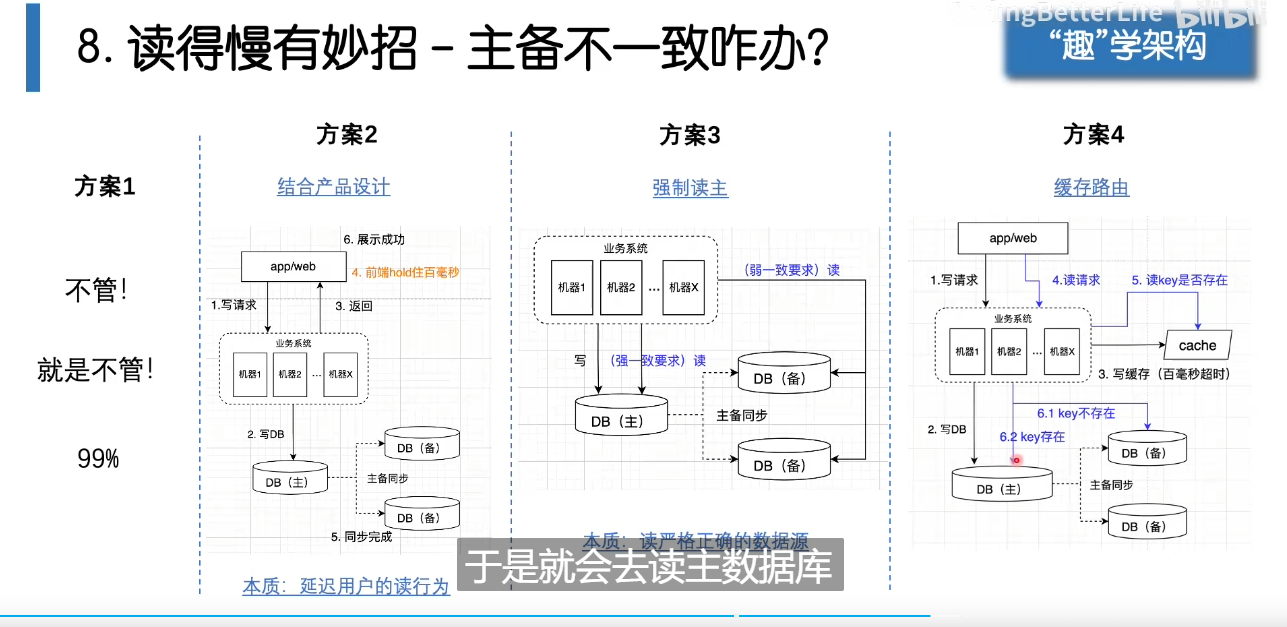 8. 读得慢有妙招 – 主备不一致咋办？
ngBetterLife bilibili
“趣”学架构
方案1
不管！
就是不管！
99%
方案2
结合产品设计
6. 展示成功
app/web
4. 前端hold住百毫秒
1.写请求
3. 返回
业务系统
机器1
机器2
...
机器X
2. 写DB
DB（主）
DB（备）
主备同步
DB（备）
5. 同步完成
本质：延迟用户的读行为
方案3
强制读主
业务系统
机器1
机器2
...
机器X
（弱一致要求）读
写
（强一致要求）读
DB（主）
DB（备）
主备同步
DB（备）
本质：读严格正确的数据源
方案4
缓存路由
app/web
1.写请求
4.读请求
5. 读key是否存在
业务系统
机器1
机器2
...
机器X
cache
3. 写缓存（百毫秒超时）
6.1 key不存在
2. 写DB
6.2 key存在
DB（主）
DB（备）
主备同步
DB（备）
于是就会去读主数据库